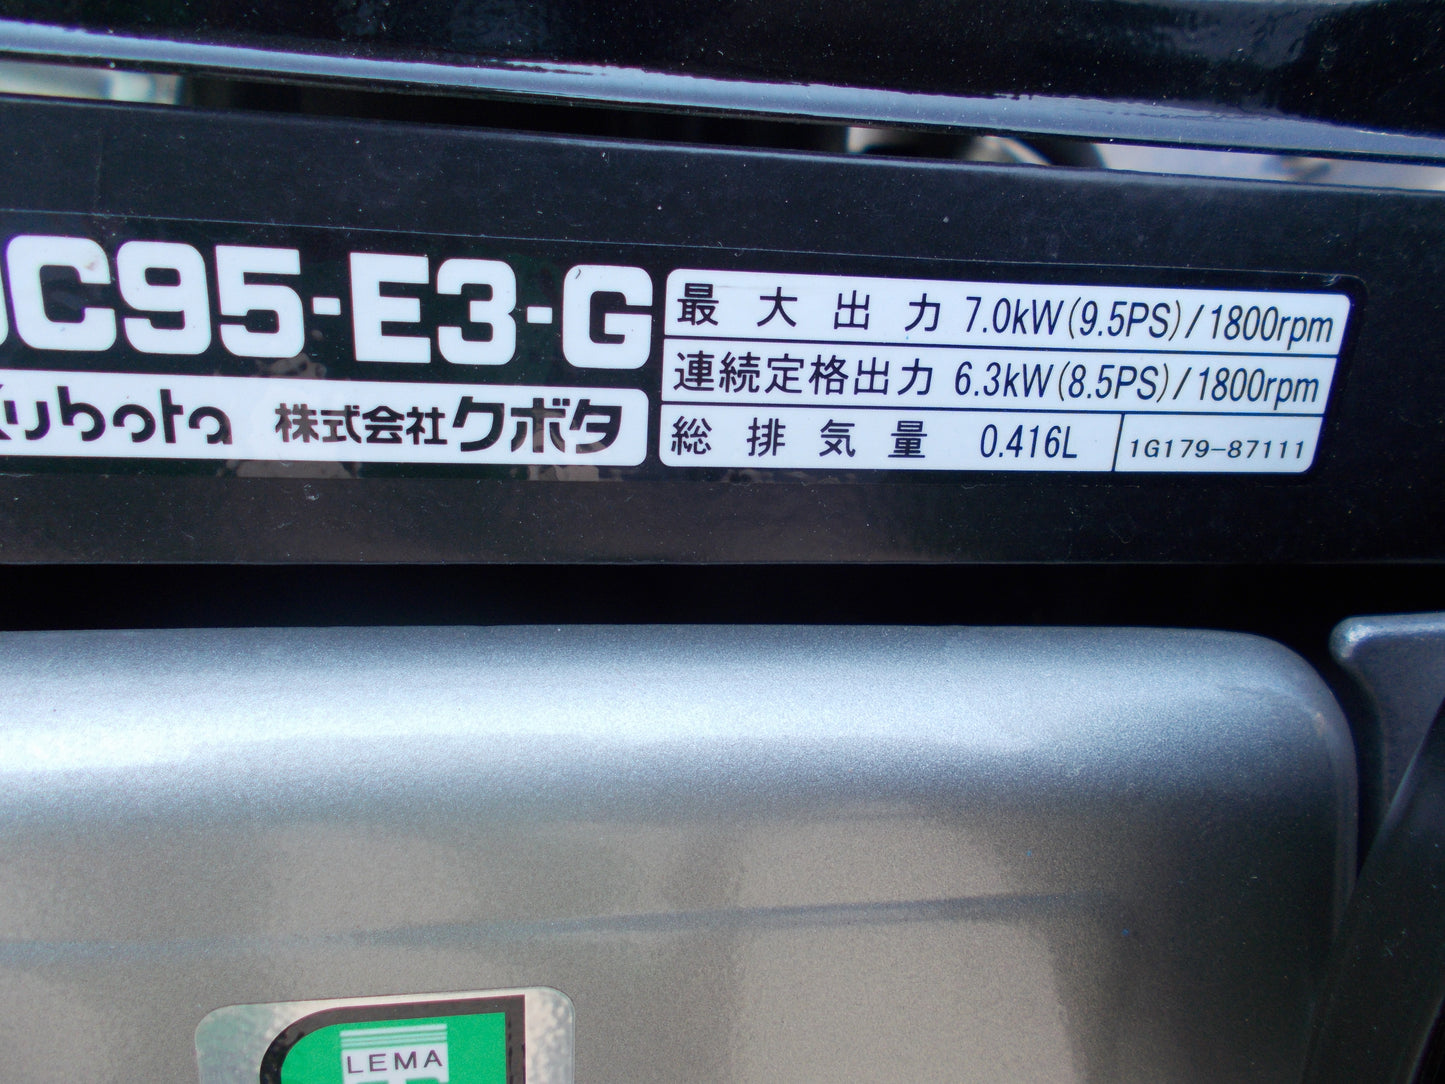 C95-E3-G
Kubota 株式会社クボタ
最大出力 7.0kW(9.5PS)/1800rpm
連続定格出力 6.3kW(8.5PS)/1800rpm
総排気量 0.416L 1G179-87111
LEMA